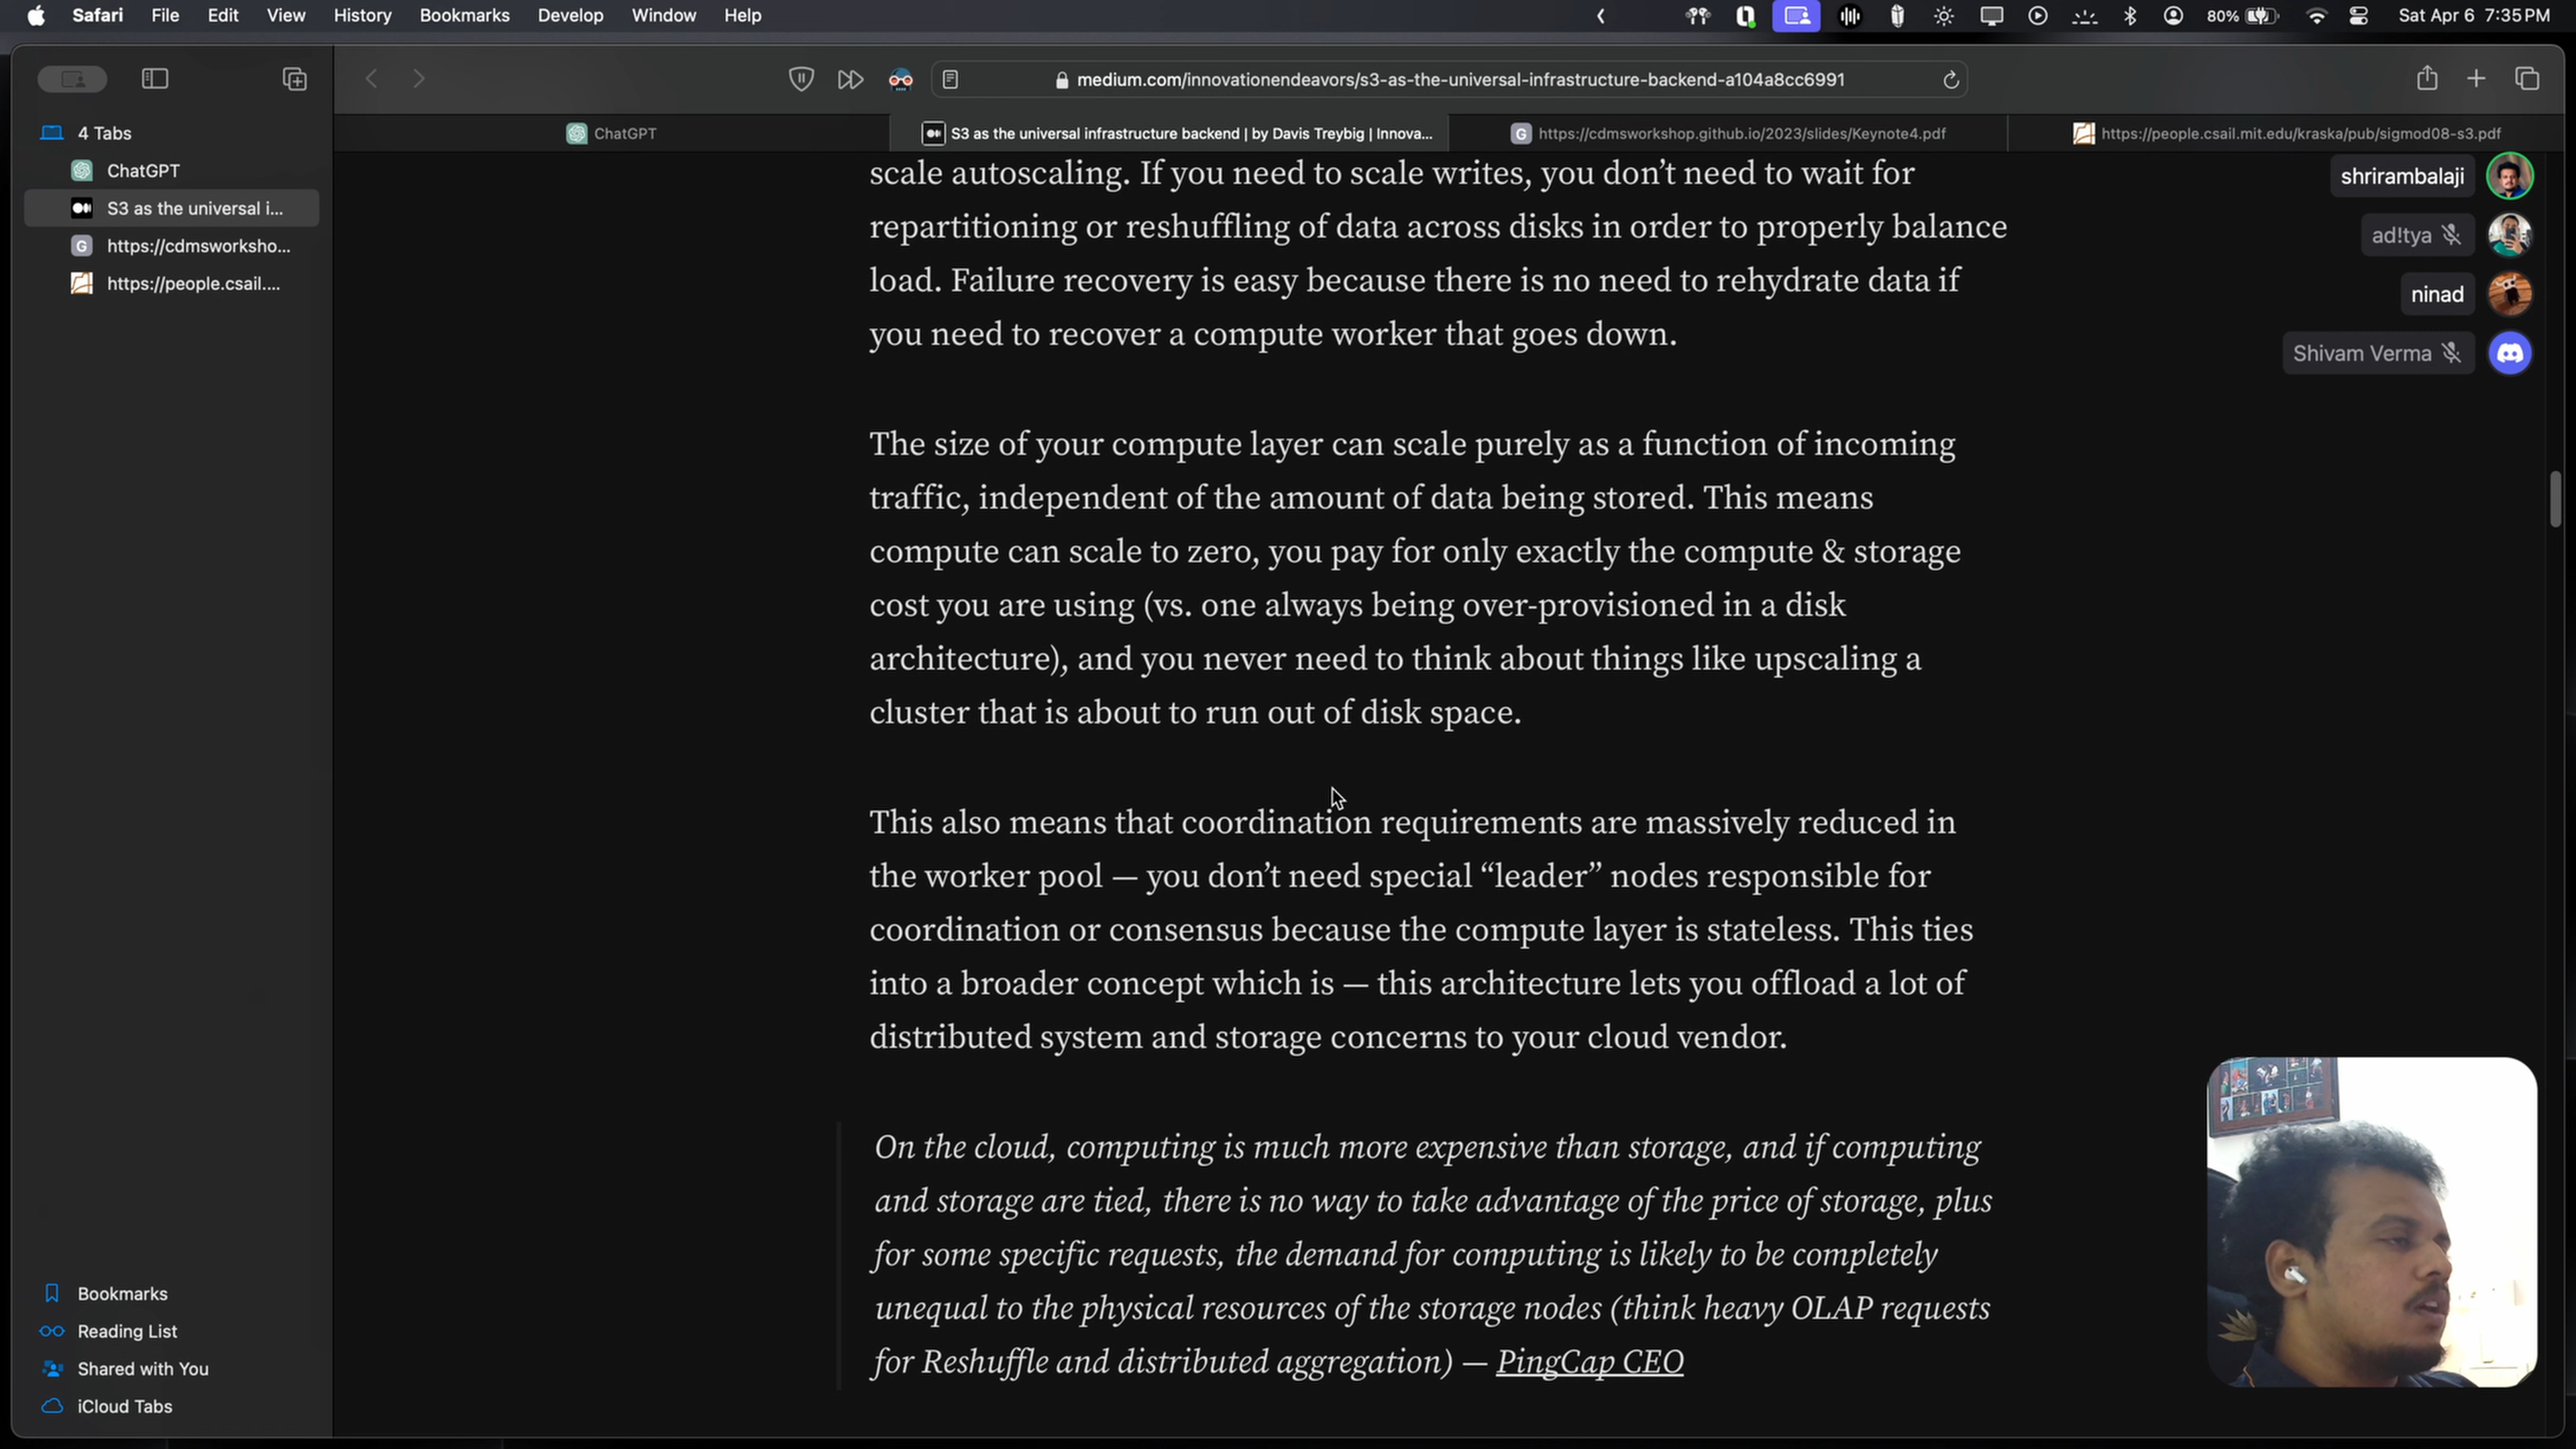 Safari File Edit View History Bookmarks Develop Window Help 80% Sat Apr 6 7:35 PM
medium.com/innovationendeavors/s3-as-the-universal-infrastructure-backend-a104a8cc6991
ChatGPT
S3 as the universal infrastructure backend | by Davis Treybig | Innova...
G https://cdmsworkshop.github.io/2023/slides/Keynote4.pdf
https://people.csail.mit.edu/kraska/pub/sigmod08-s3.pdf
4 Tabs
ChatGPT
S3 as the universal i...
G https://cdmsworksho...
https://people.csail....
Bookmarks
Reading List
Shared with You
iCloud Tabs
scale autoscaling. If you need to scale writes, you don’t need to wait for
repartitioning or reshuffling of data across disks in order to properly balance
load. Failure recovery is easy because there is no need to rehydrate data if
you need to recover a compute worker that goes down.
The size of your compute layer can scale purely as a function of incoming
traffic, independent of the amount of data being stored. This means
compute can scale to zero, you pay for only exactly the compute & storage
cost you are using (vs. one always being over-provisioned in a disk
architecture), and you never need to think about things like upscaling a
cluster that is about to run out of disk space.
This also means that coordination requirements are massively reduced in
the worker pool — you don’t need special “leader” nodes responsible for
coordination or consensus because the compute layer is stateless. This ties
into a broader concept which is — this architecture lets you offload a lot of
distributed system and storage concerns to your cloud vendor.
On the cloud, computing is much more expensive than storage, and if computing
and storage are tied, there is no way to take advantage of the price of storage, plus
for some specific requests, the demand for computing is likely to be completely
unequal to the physical resources of the storage nodes (think heavy OLAP requests
for Reshuffle and distributed aggregation) — PingCap CEO
shrirambalaji
ad!tya
ninad
Shivam Verma